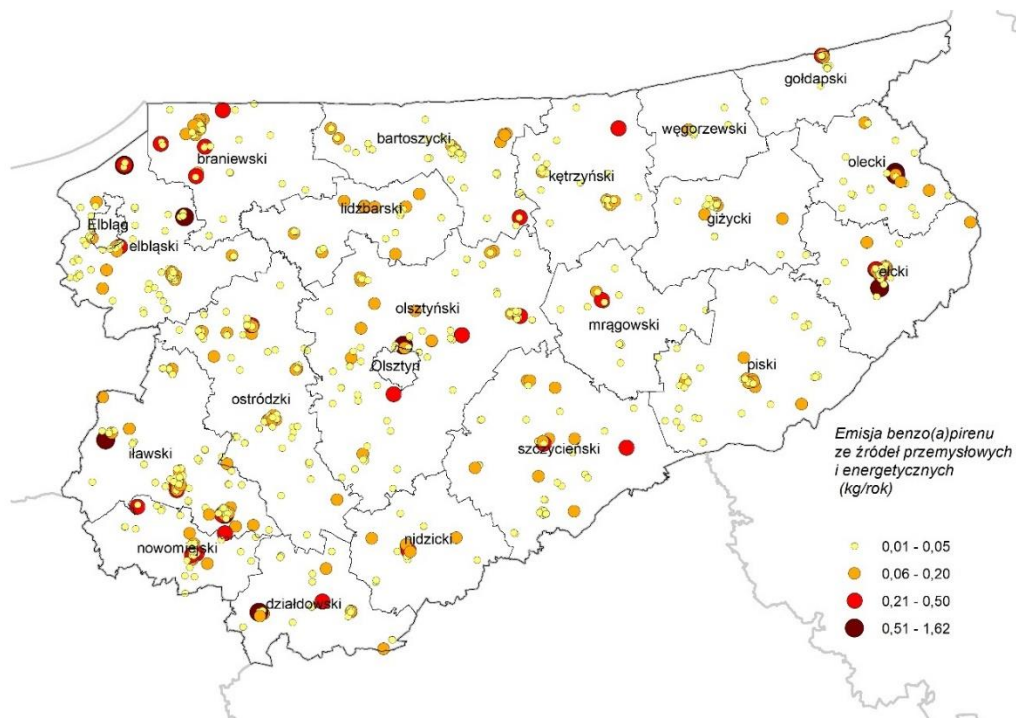 gołdapski
węgorzewski
bartoszycki
braniewski
kętrzyński
olecki
lidzbarski
giżycki
Elbląg
elbląski
ełcki
olsztyński
mrągowski
Olsztyn
piski
ostródzki
szczycieński
iławski
nidzicki
nowomiejski
działdowski
Emisja benzo(a)pirenu
ze źródeł przemysłowych
i energetycznych
(kg/rok)
0,01 - 0,05
0,06 - 0,20
0,21 - 0,50
0,51 - 1,62